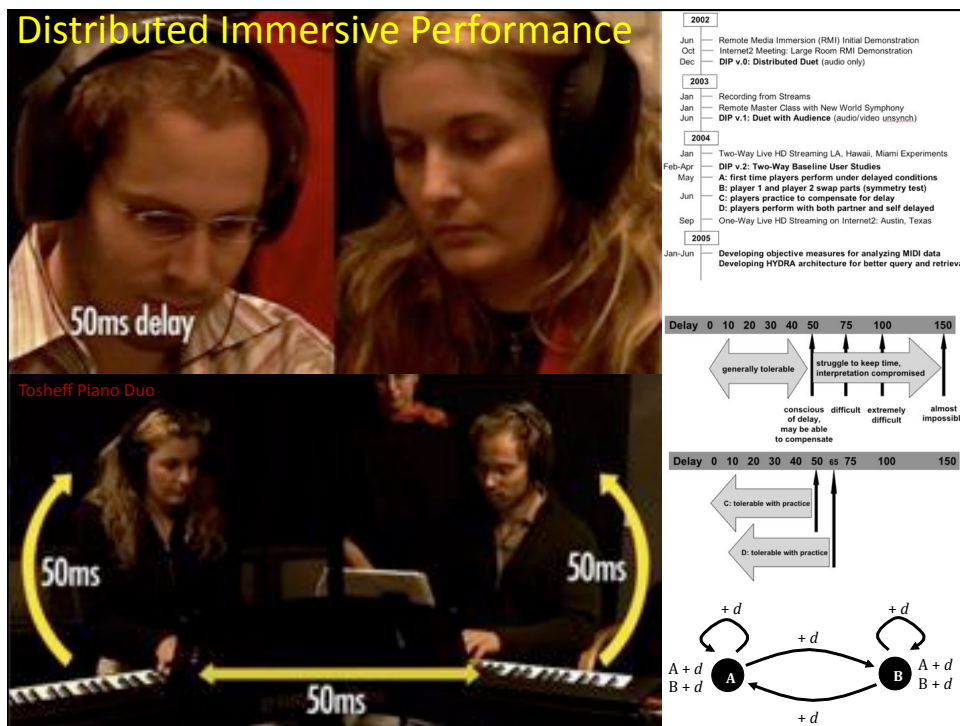 Distributed Immersive Performance
50ms delay
Tosheff Piano Duo
50ms
50ms
50ms
2002
Jun Remote Media Immersion (RMI) Initial Demonstration
Oct Internet2 Meeting: Large Room RMI Demonstration
Dec DIP v.0: Distributed Duet (audio only)
2003
Jan Recording from Streams
Jan Remote Master Class with New World Symphony
Jun DIP v.1: Duet with Audience (audio/video unsynch)
2004
Jan Two-Way Live HD Streaming LA, Hawaii, Miami Experiments
Feb-Apr DIP v.2: Two-Way Baseline User Studies
May A: first time players perform under delayed conditions
B: player 1 and player 2 swap parts (symmetry test)
Jun C: players practice to compensate for delay
D: players perform with both partner and self delayed
Sep One-Way Live HD Streaming on Internet2: Austin, Texas
2005
Jan-Jun Developing objective measures for analyzing MIDI data
Developing HYDRA architecture for better query and retrieva
Delay 0 10 20 30 40 50 75 100 150
generally tolerable
struggle to keep time,
interpretation compromised
conscious
of delay,
may be able
to compensate
difficult
extremely
difficult
almost
impossibl
Delay 0 10 20 30 40 50 65 75 100 150
C: tolerable with practice
D: tolerable with practice
+ d
+ d
+ d
A + d
B + d
A
B
A + d
B + d
+ d